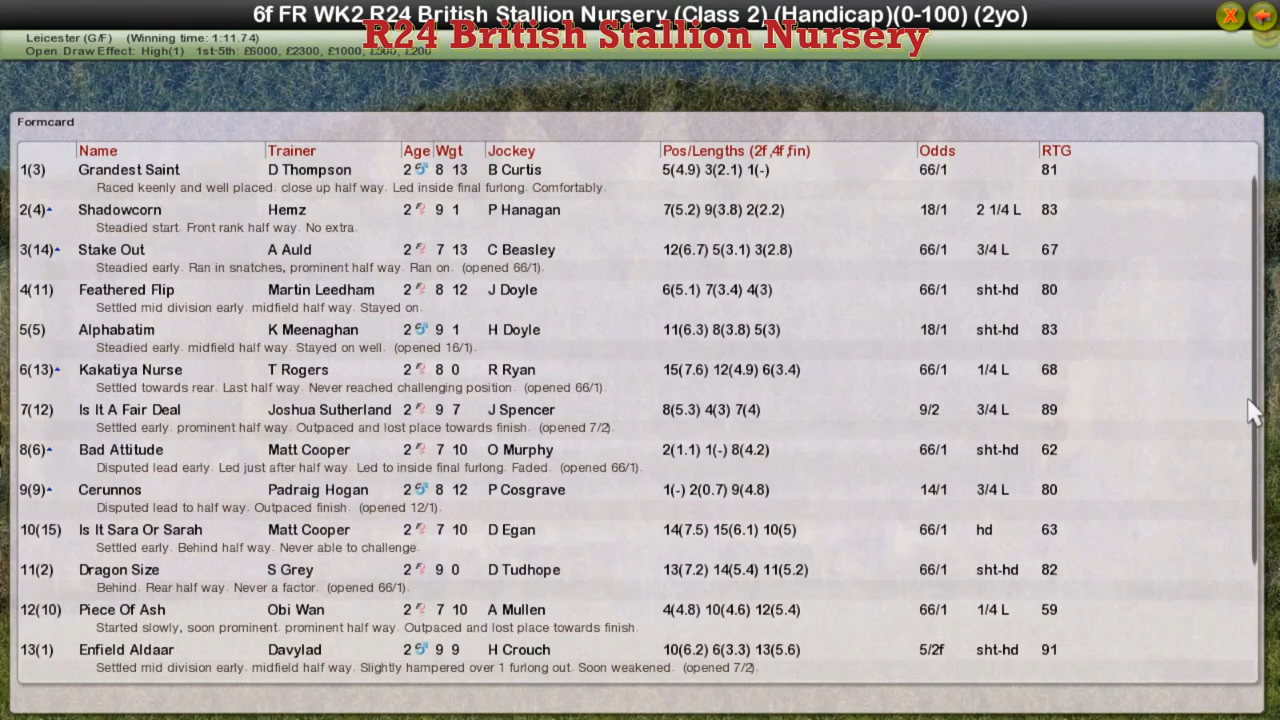 6f FR WK2 R24 British Stallion Nursery (Class 2) (Handicap)(0-100) (2yo)
R24 British Stallion Nursery
Leicester (G/F) (Winning time: 1:11.74)
Open Draw Effect: High(1) 1st-5th: £6000, £2300, £1000, £500, £200
Formcard
Name Trainer Age Wgt Jockey Pos/Lengths (2f,4f,fin) Odds RTG
1(3) Grandest Saint D Thompson 2 8 13 B Curtis 5(4.9) 3(2.1) 1(-) 66/1 81
Raced keenly and well placed. close up half way. Led inside final furlong. Comfortably.
2(4) Shadowcorn Hemz 2 9 1 P Hanagan 7(5.2) 9(3.8) 2(2.2) 18/1 2 1/4 L 83
Steadied start. Front rank half way. No extra.
3(14) Stake Out A Auld 2 7 13 C Beasley 12(6.7) 5(3.1) 3(2.8) 66/1 3/4 L 67
Steadied early. Ran in snatches, prominent half way. Ran on. (opened 66/1).
4(11) Feathered Flip Martin Leedham 2 8 12 J Doyle 6(5.1) 7(3.4) 4(3) 66/1 sht-hd 80
Settled mid division early. midfield half way. Stayed on.
5(5) Alphabatim K Meenaghan 2 9 1 H Doyle 11(6.3) 8(3.8) 5(3) 18/1 sht-hd 83
Steadied early. midfield half way. Stayed on well. (opened 16/1).
6(13) Kakatiya Nurse T Rogers 2 8 0 R Ryan 15(7.6) 12(4.9) 6(3.4) 66/1 1/4 L 68
Settled towards rear. Last half way. Never reached challenging position. (opened 66/1).
7(12) Is It A Fair Deal Joshua Sutherland 2 9 7 J Spencer 8(5.3) 4(3) 7(4) 9/2 3/4 L 89
Settled early. prominent half way. Outpaced and lost place towards finish. (opened 7/2).
8(6) Bad Attitude Matt Cooper 2 7 10 O Murphy 2(1.1) 1(-) 8(4.2) 66/1 sht-hd 62
Disputed lead early. Led just after half way. Led to inside final furlong. Faded. (opened 66/1).
9(9) Cerunnos Padraig Hogan 2 8 12 P Cosgrave 1(-) 2(0.7) 9(4.8) 14/1 3/4 L 80
Disputed lead to half way. Outpaced finish. (opened 12/1).
10(15) Is It Sara Or Sarah Matt Cooper 2 7 10 D Egan 14(7.5) 15(6.1) 10(5) 66/1 hd 63
Settled early. Behind half way. Never able to challenge.
11(2) Dragon Size S Grey 2 9 0 D Tudhope 13(7.2) 14(5.4) 11(5.2) 66/1 sht-hd 82
Behind. Rear half way. Never a factor. (opened 66/1).
12(10) Piece Of Ash Obi Wan 2 7 10 A Mullen 4(4.8) 10(4.6) 12(5.4) 66/1 1/4 L 59
Started slowly, soon prominent. prominent half way. Outpaced and lost place towards finish.
13(1) Enfield Aldaar Davylad 2 9 9 H Crouch 10(6.2) 6(3.3) 13(5.6) 5/2f sht-hd 91
Settled mid division early. midfield half way. Slightly hampered over 1 furlong out. Soon weakened. (opened 7/2).